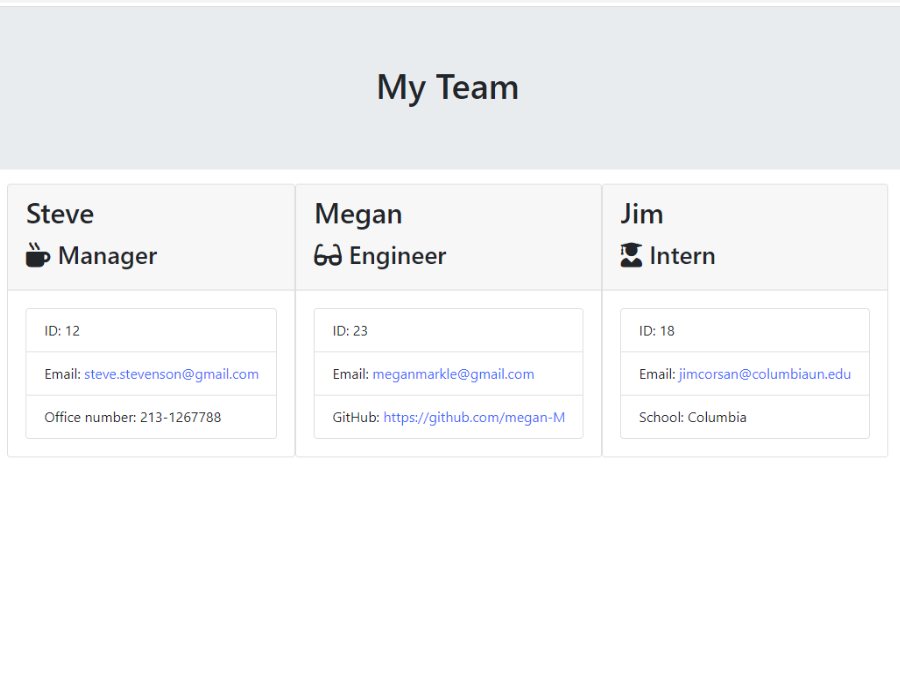 My Team
Steve
Manager
ID: 12
Email: steve.stevenson@gmail.com
Office number: 213-1267788
Megan
Engineer
ID: 23
Email: meganmarkle@gmail.com
GitHub: https://github.com/megan-M
Jim
Intern
ID: 18
Email: jimcorsan@columbiaun.edu
School: Columbia